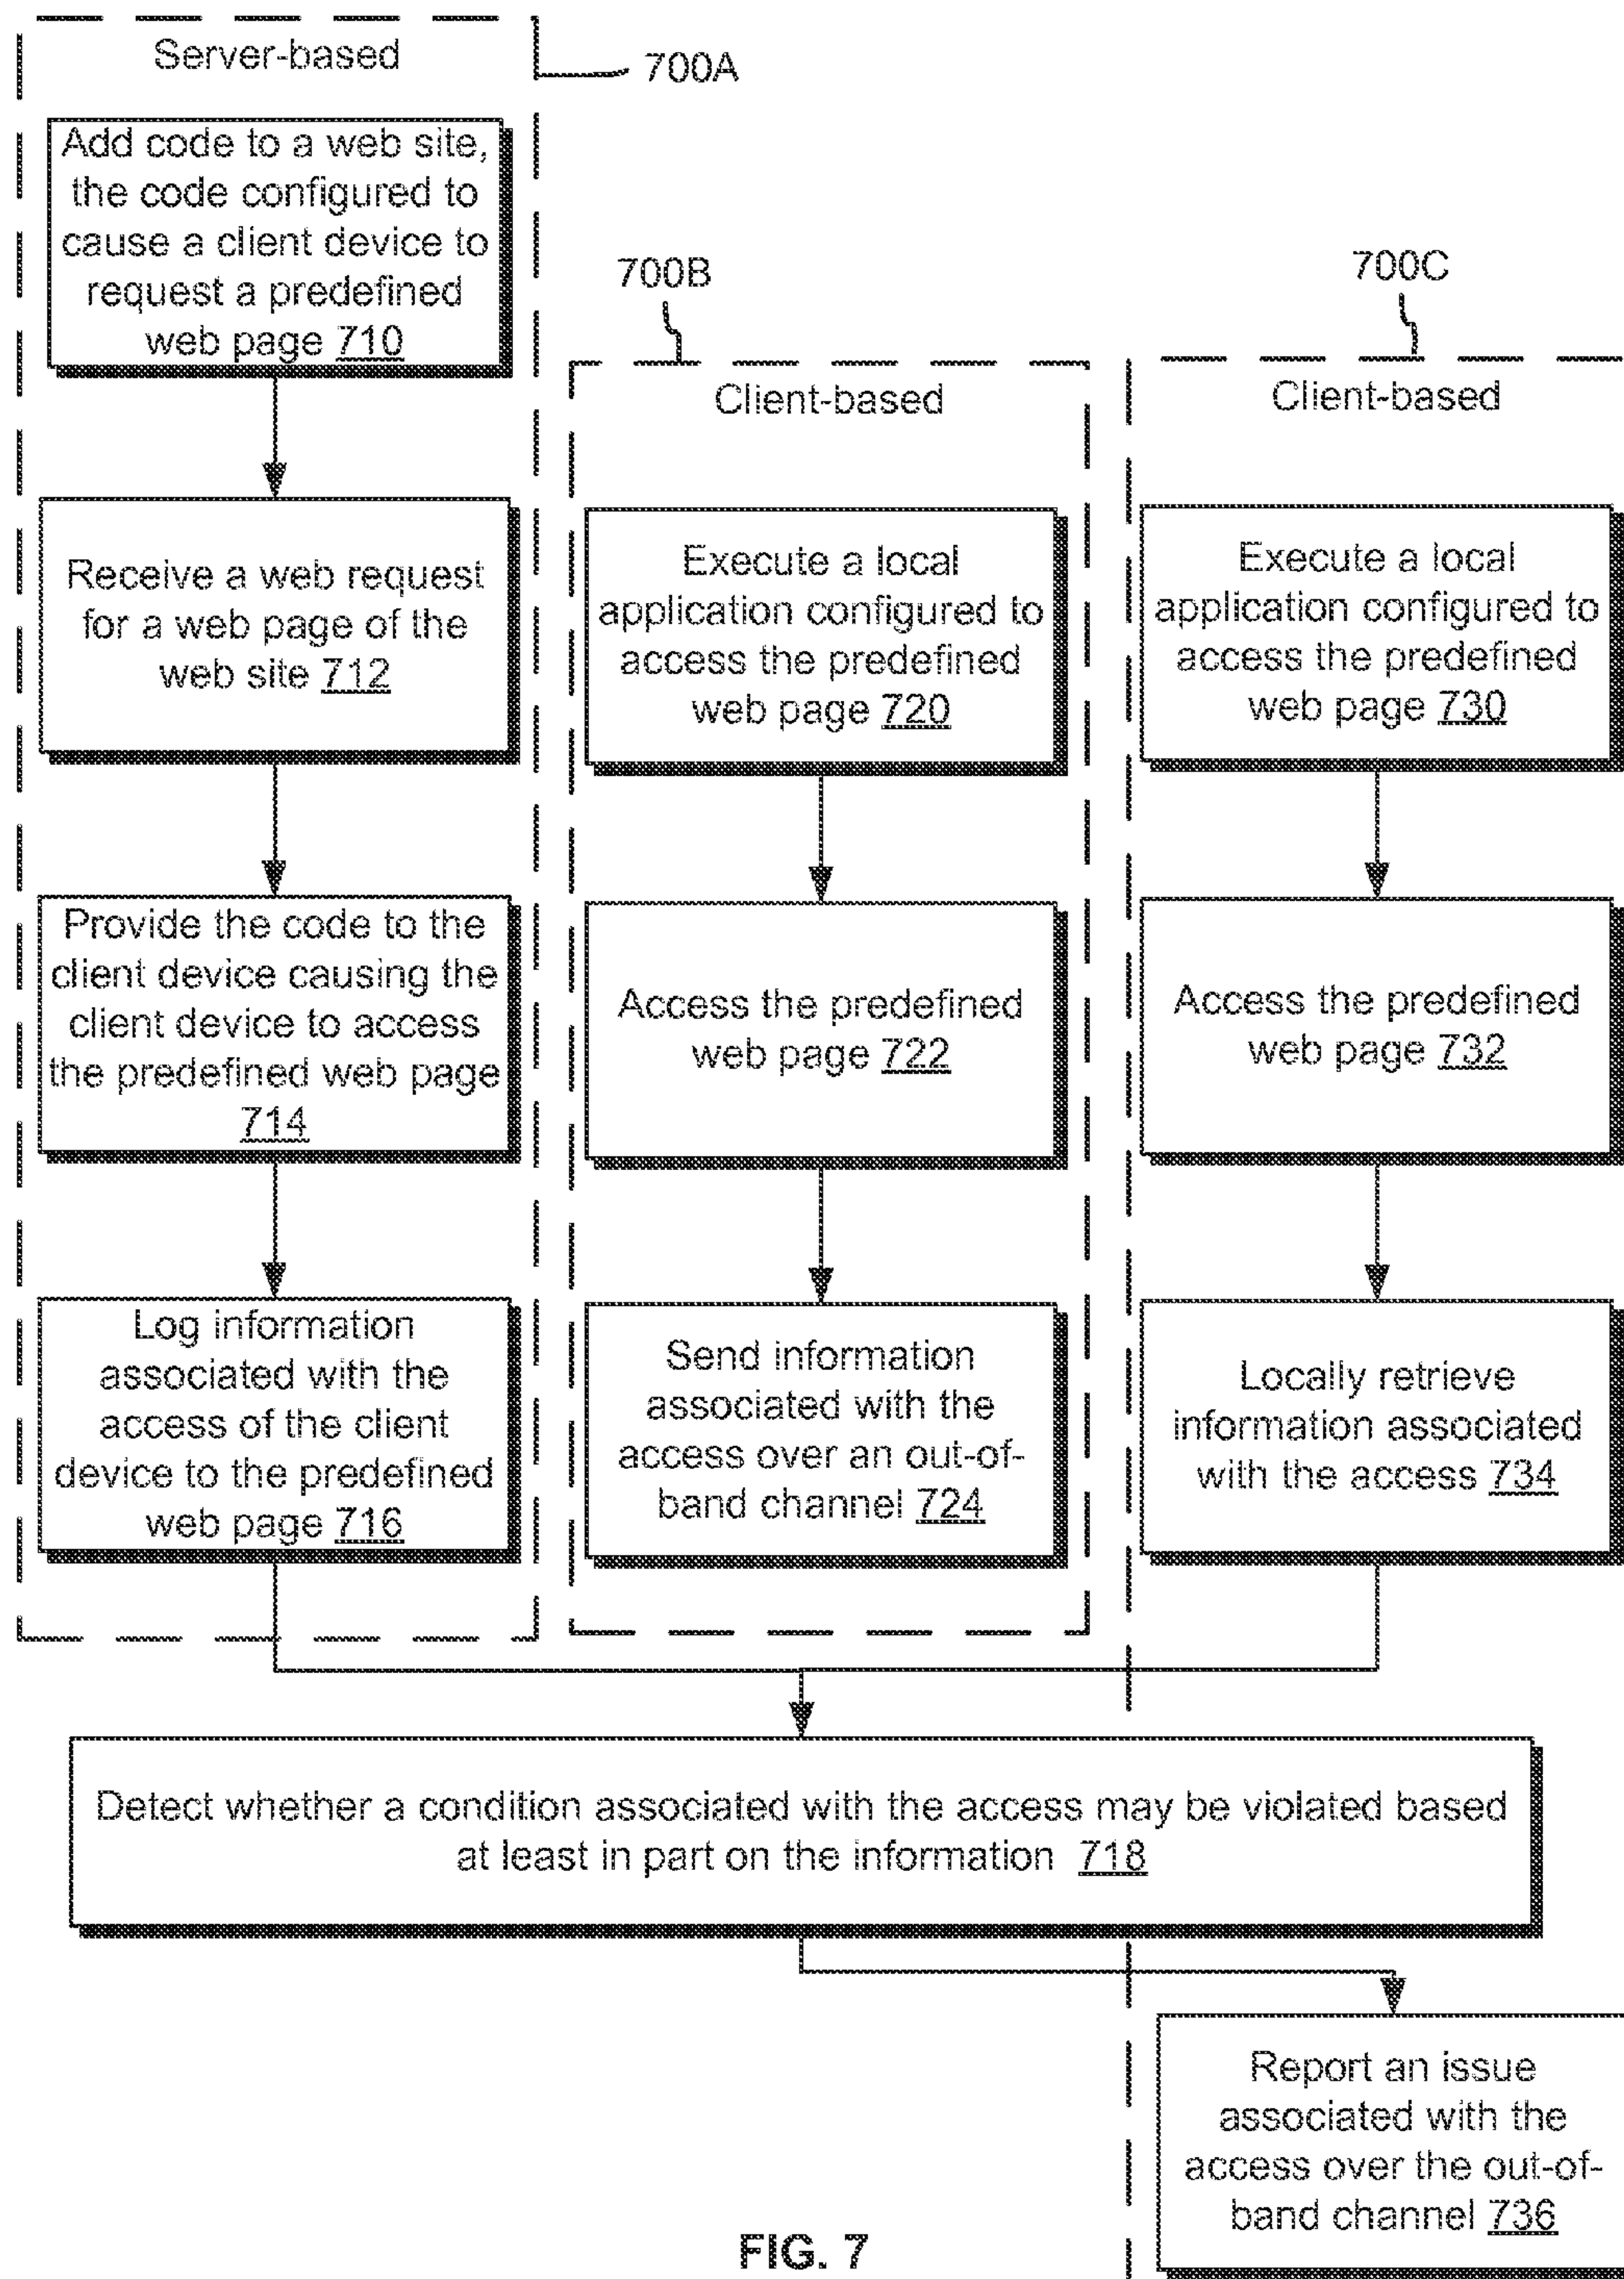 Server-based
700A
Add code to a web site,
the code configured to
cause a client device to
request a predefined
web page 710
Receive a web request
for a web page of the
web site 712
Provide the code to the
client device causing the
client device to access
the predefined web page
714
Log information
associated with the
access of the client
device to the predefined
web page 716
700B
Client-based
Execute a local
application configured to
access the predefined
web page 720
Access the predefined
web page 722
Send information
associated with the
access over an out-of-
band channel 724
700C
Client-based
Execute a local
application configured to
access the predefined
web page 730
Access the predefined
web page 732
Locally retrieve
information associated
with the access 734
Detect whether a condition associated with the access may be violated based
at least in part on the information 718
Report an issue
associated with the
access over the out-of-
band channel 736
FIG. 7